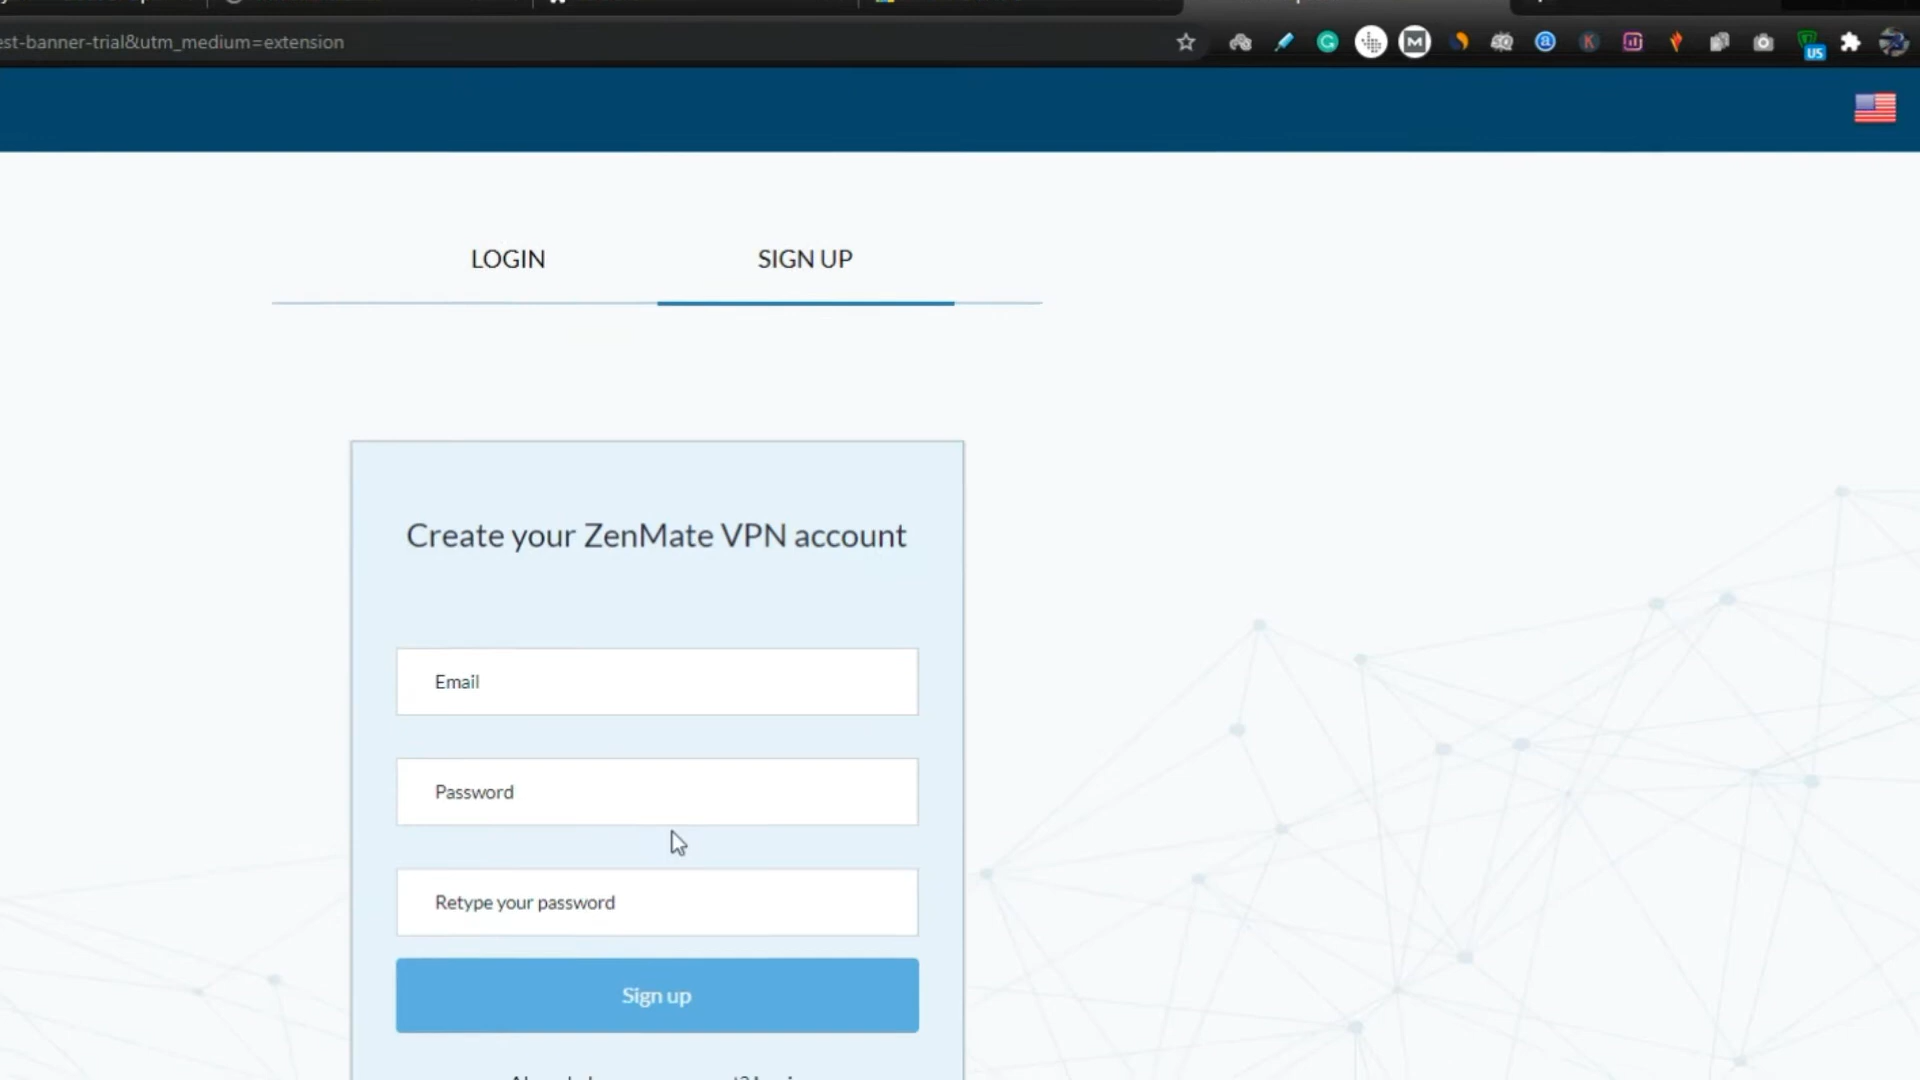 est-banner-trial&utm_medium=extension
US
LOGIN
SIGN UP
Create your ZenMate VPN account
Email
Password
Retype your password
Sign up